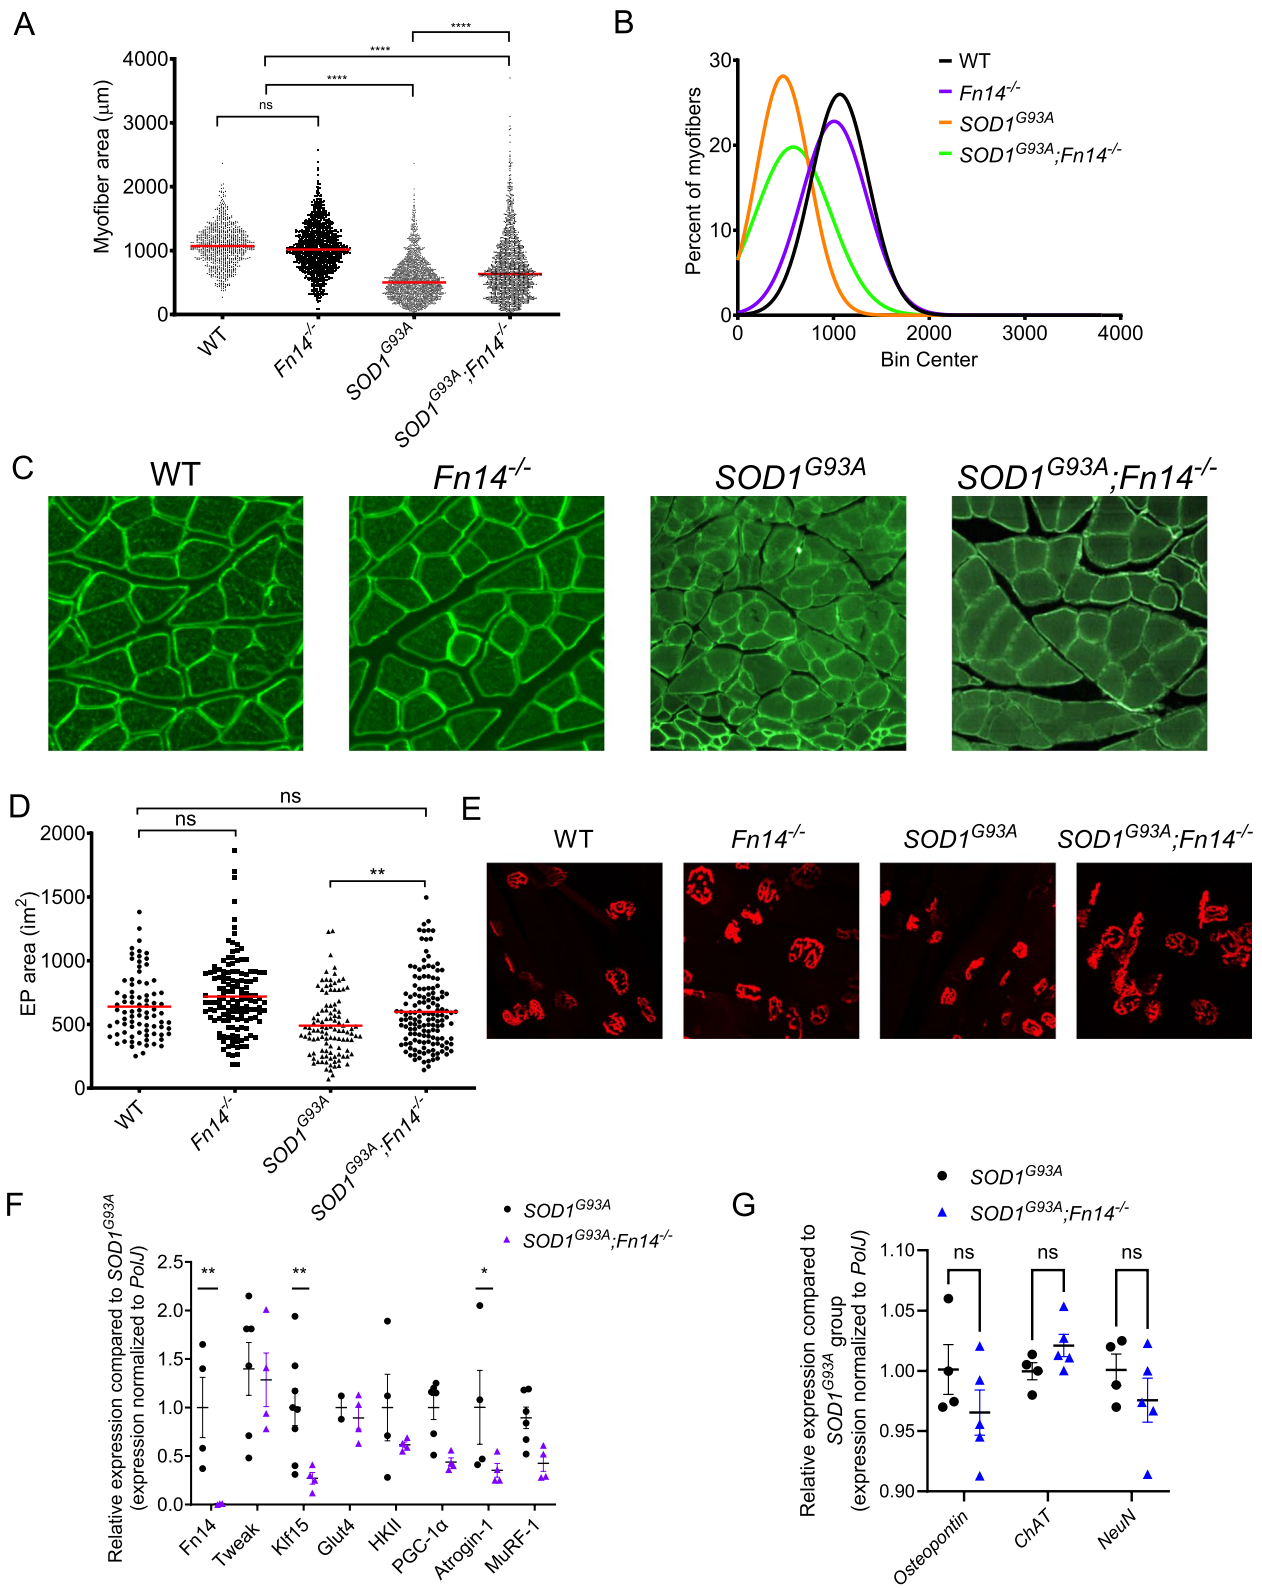 A
Myofiber area (µm)
4000
3000
2000
1000
0
ns
****
****
****
WT
Fn14-/-
SOD1G93A
SOD1G93A;Fn14-/-
B
Percent of myofibers
30
20
10
0
0
1000
2000
3000
4000
Bin Center
WT
Fn14-/-
SOD1G93A
SOD1G93A;Fn14-/-
C
WT
Fn14-/-
SOD1G93A
SOD1G93A;Fn14-/-
D
EP area (im2)
2000
1500
1000
500
0
ns
ns
**
WT
Fn14-/-
SOD1G93A
SOD1G93A;Fn14-/-
E
WT
Fn14-/-
SOD1G93A
SOD1G93A;Fn14-/-
F
Relative expression compared to SOD1G93A
(expression normalized to PolJ)
2.5
2.0
1.5
1.0
0.5
0.0
**
**
*
SOD1G93A
SOD1G93A;Fn14-/-
Fn14
Tweak
Klf15
Glut4
HKII
PGC-1α
Atrogin-1
MuRF-1
G
SOD1G93A
SOD1G93A;Fn14-/-
Relative expression compared to
SOD1G93A group
(expression normalized to PolJ)
1.10
1.05
1.00
0.95
0.90
ns
ns
ns
Osteopontin
ChAT
NeuN